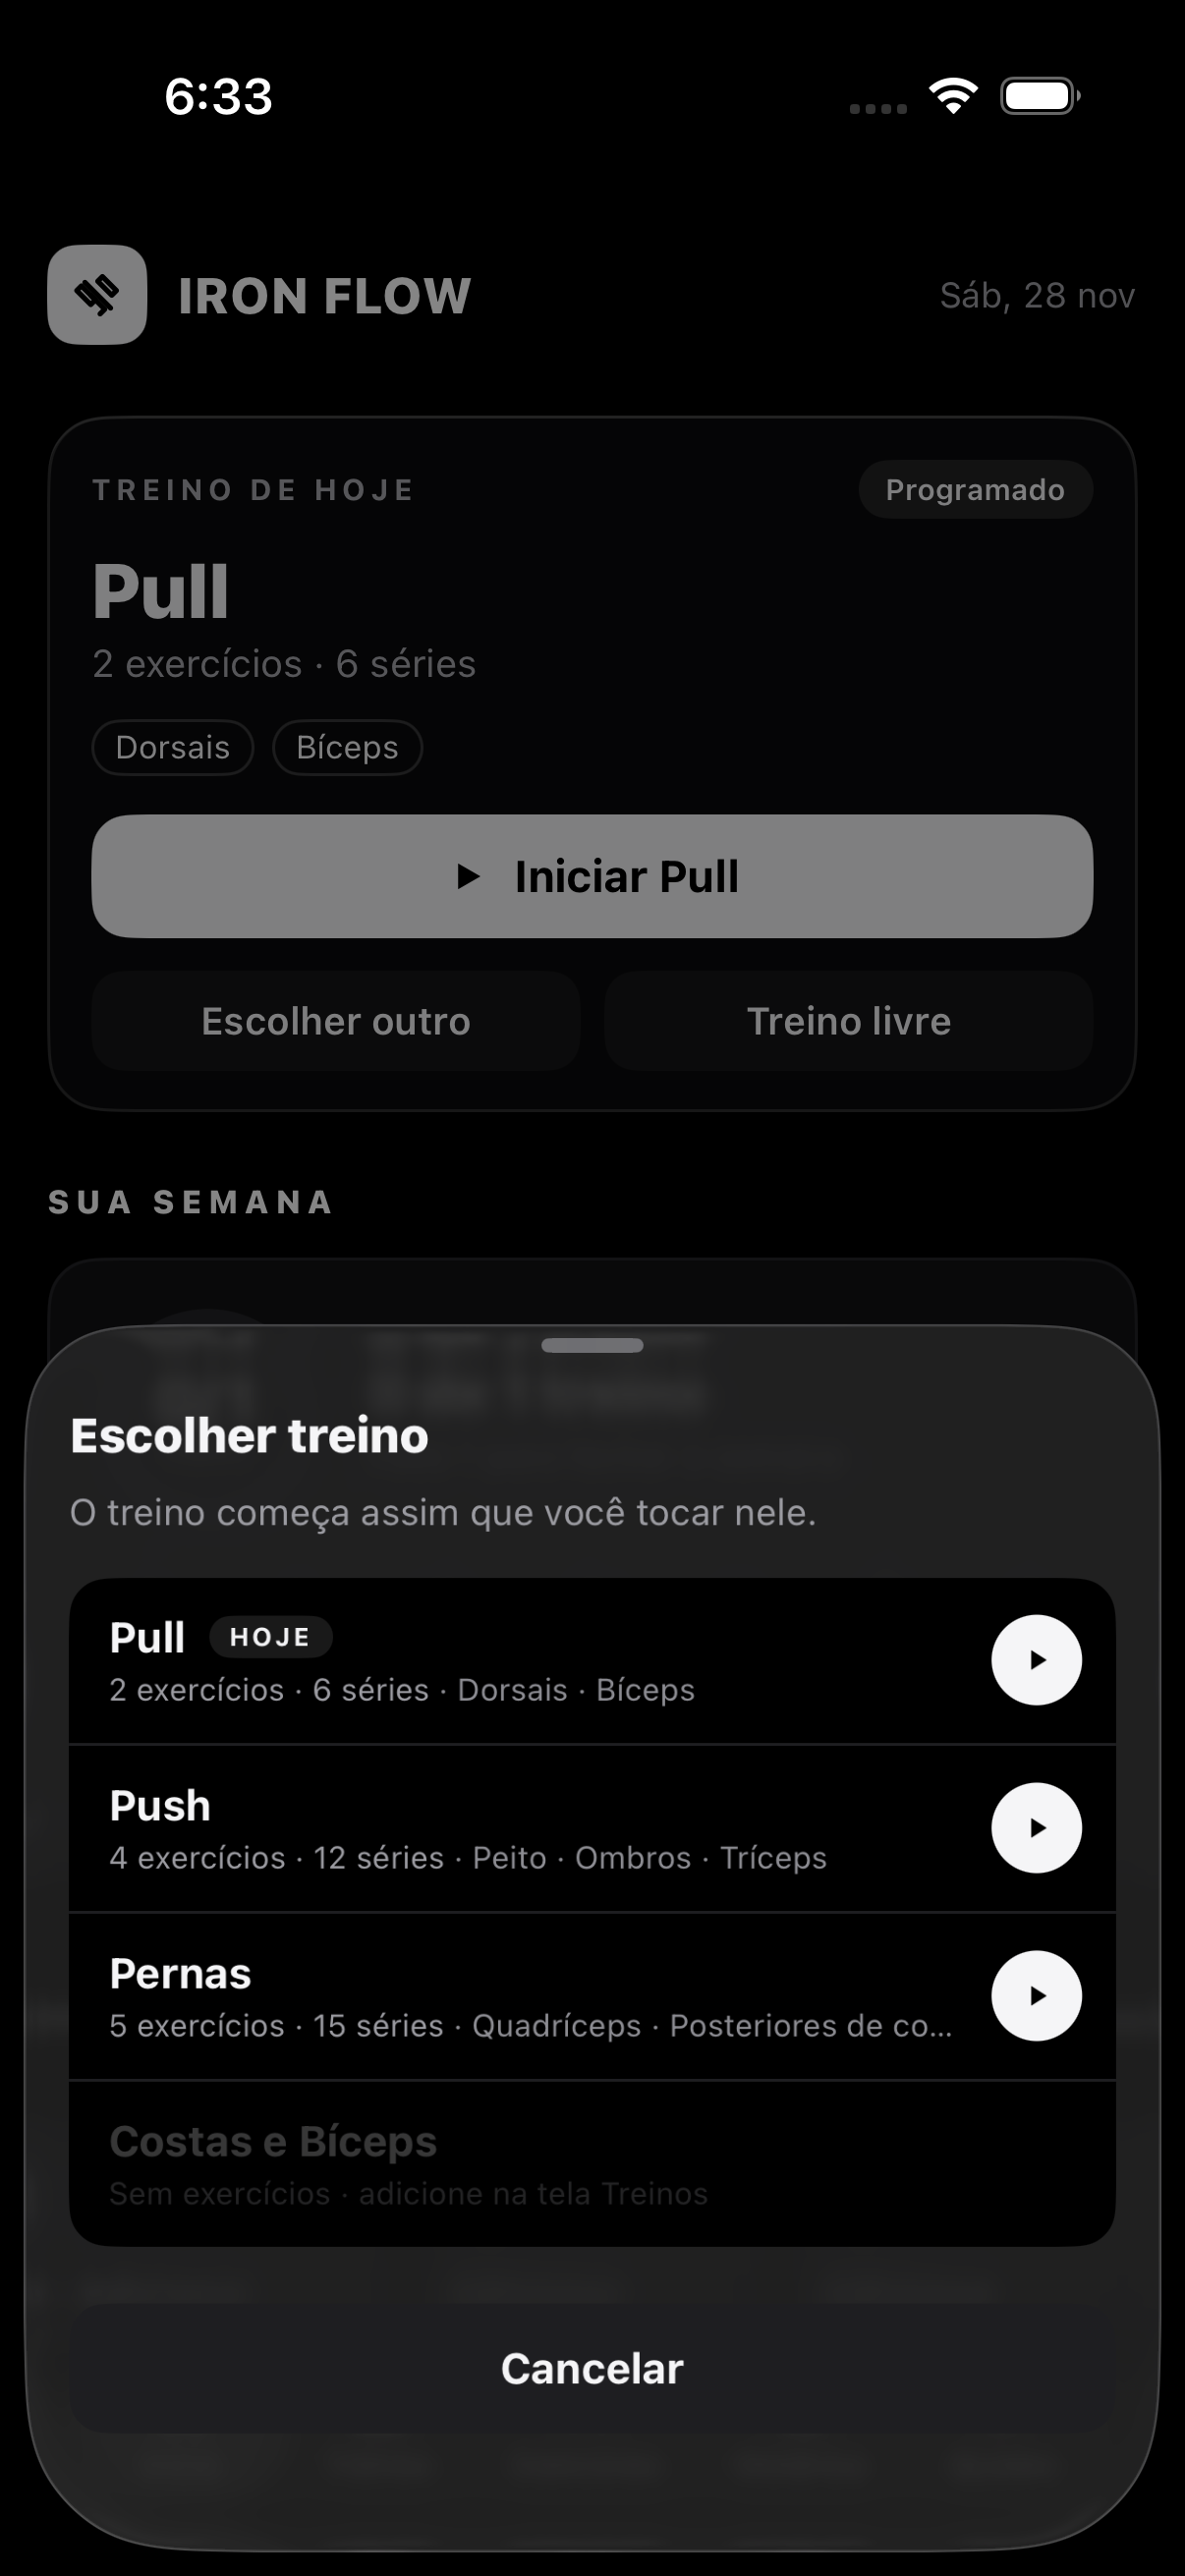 6:33
IRON FLOW
Sáb, 28 nov
TREINO DE HOJE
Programado
Pull
2 exercícios · 6 séries
Dorsais
Bíceps
Iniciar Pull
Escolher outro
Treino livre
SUA SEMANA
Escolher treino
O treino começa assim que você tocar nele.
Pull
HOJE
2 exercícios · 6 séries · Dorsais · Bíceps
Push
4 exercícios · 12 séries · Peito · Ombros · Tríceps
Pernas
5 exercícios · 15 séries · Quadríceps · Posteriores de co...
Costas e Bíceps
Sem exercícios · adicione na tela Treinos
Cancelar